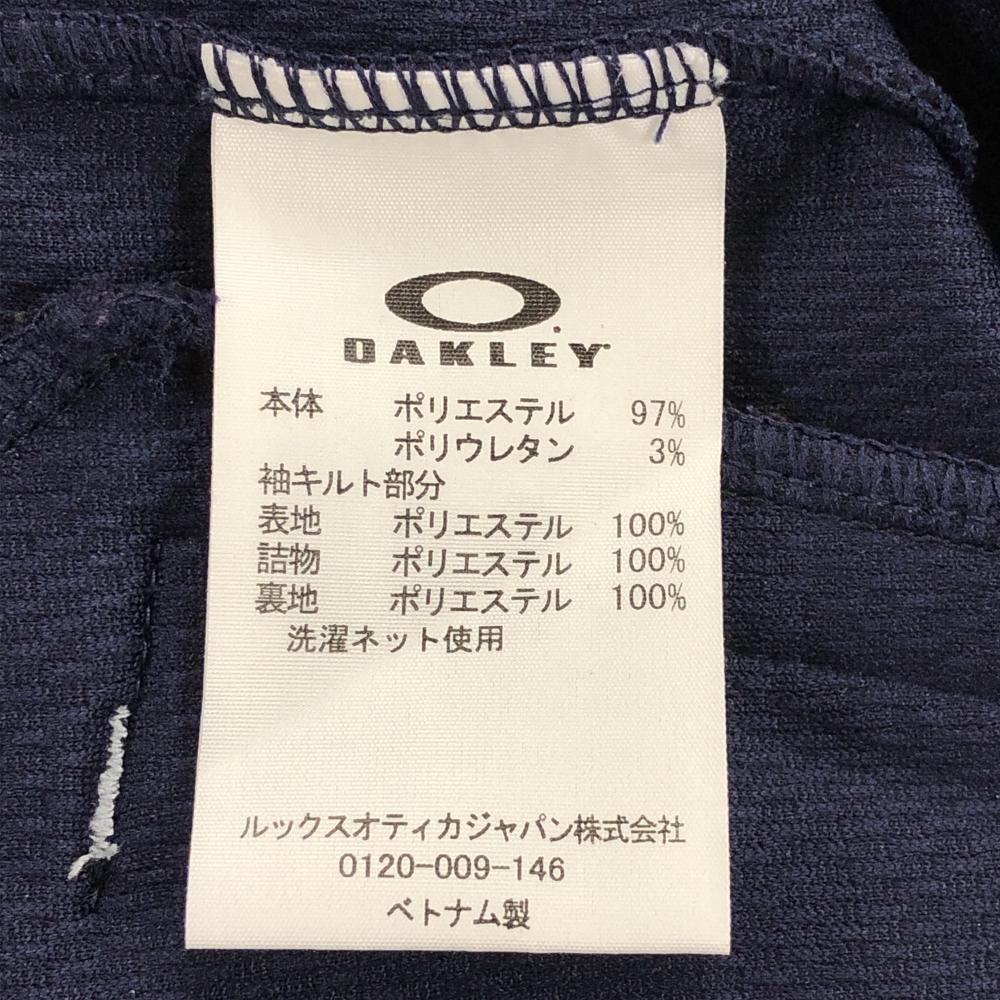 OAKLEY
本体 ポリエステル 97%
ポリウレタン 3%
袖キルト部分
表地 ポリエステル 100%
詰物 ポリエステル 100%
裏地 ポリエステル 100%
洗濯ネット使用
ルックスオティカジャパン株式会社
0120-009-146
ベトナム製